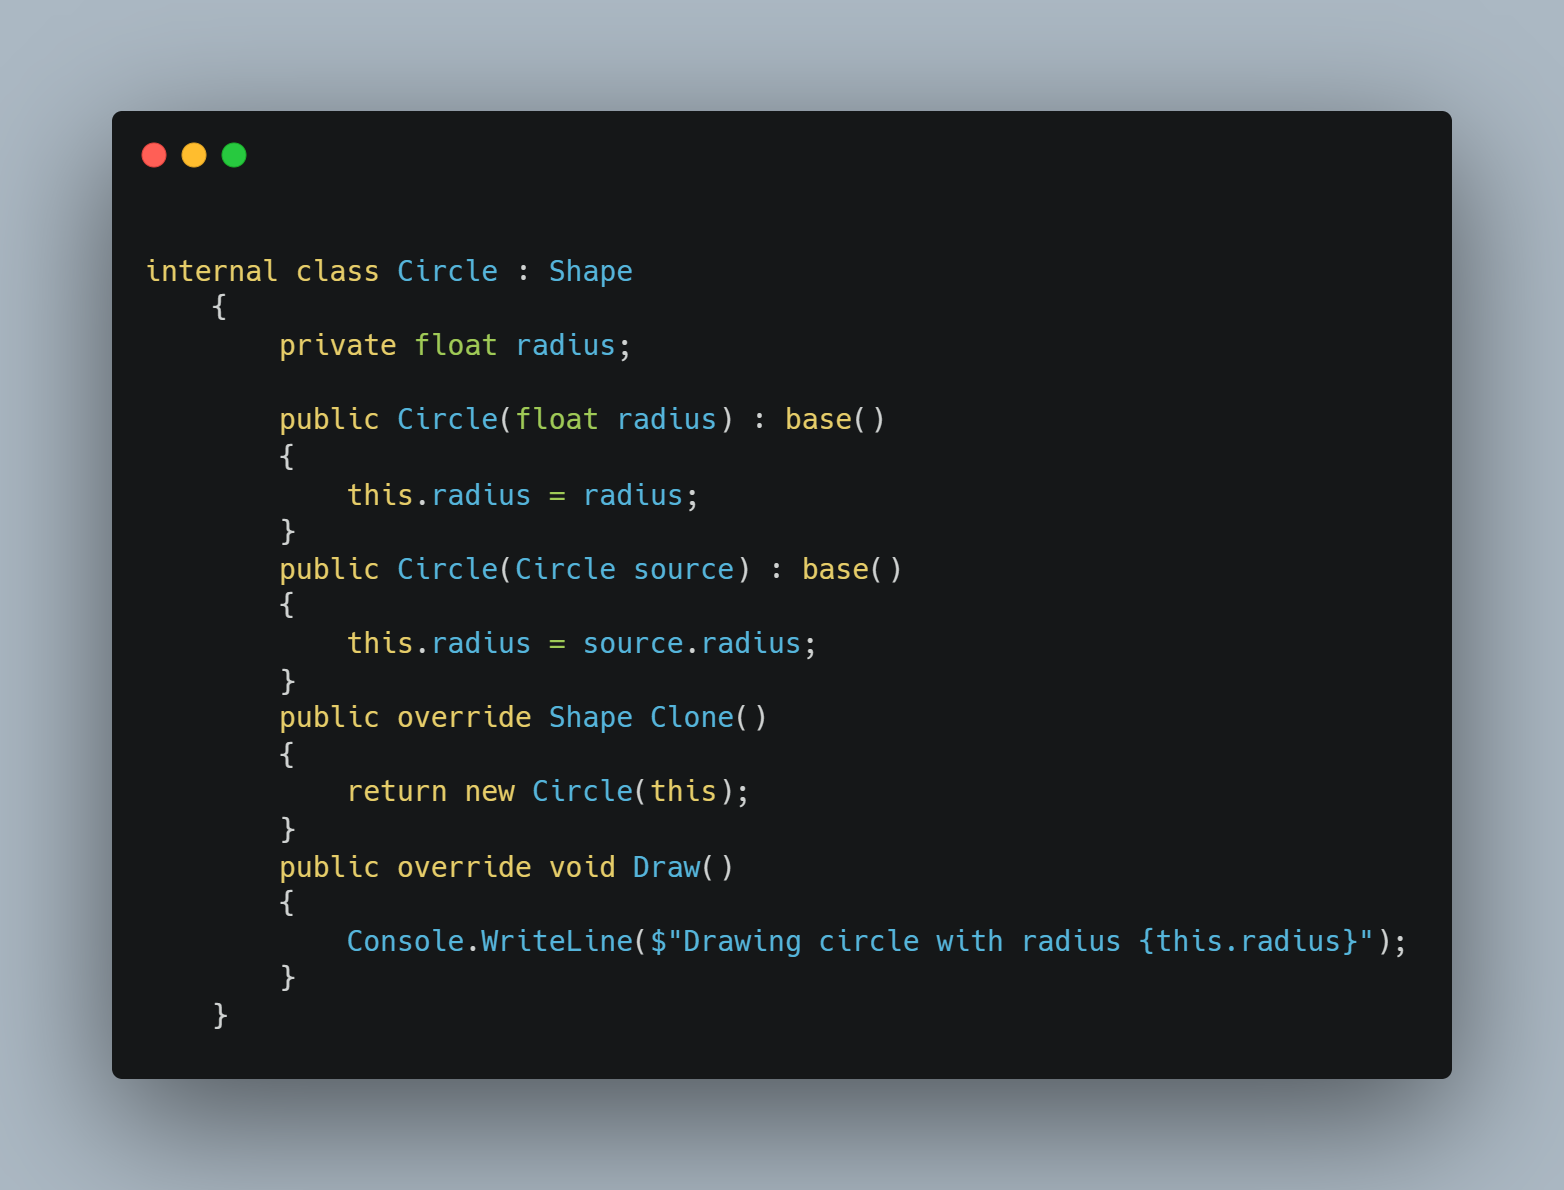 internal class Circle : Shape
    {
        private float radius;

        public Circle(float radius) : base()
        {
            this.radius = radius;
        }
        public Circle(Circle source) : base()
        {
            this.radius = source.radius;
        }
        public override Shape Clone()
        {
            return new Circle(this);
        }
        public override void Draw()
        {
            Console.WriteLine($"Drawing circle with radius {this.radius}");
        }
    }